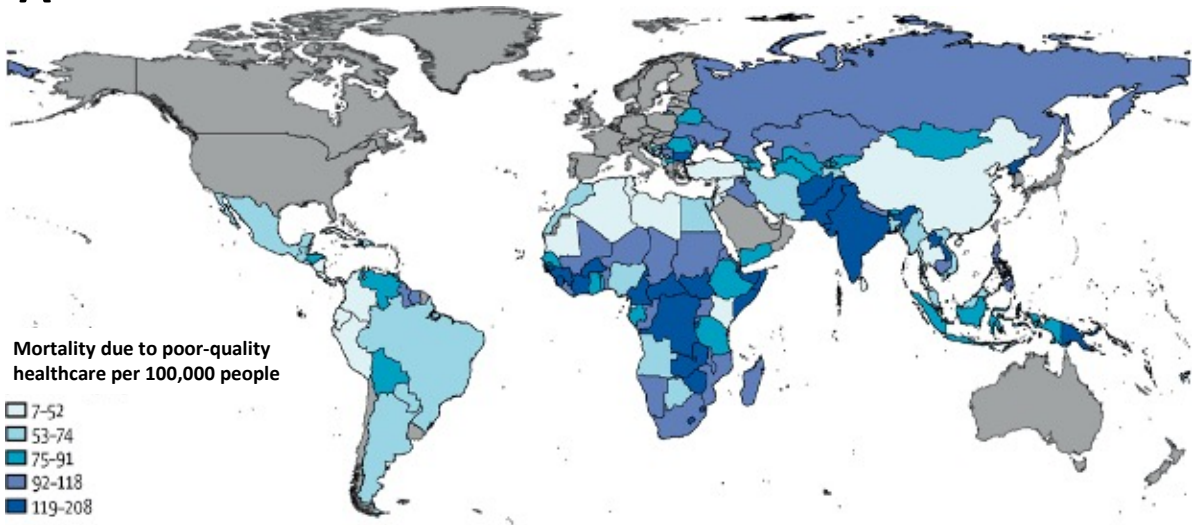 Mortality due to poor-quality
healthcare per 100,000 people
7–52
53–74
75–91
92–118
119–208